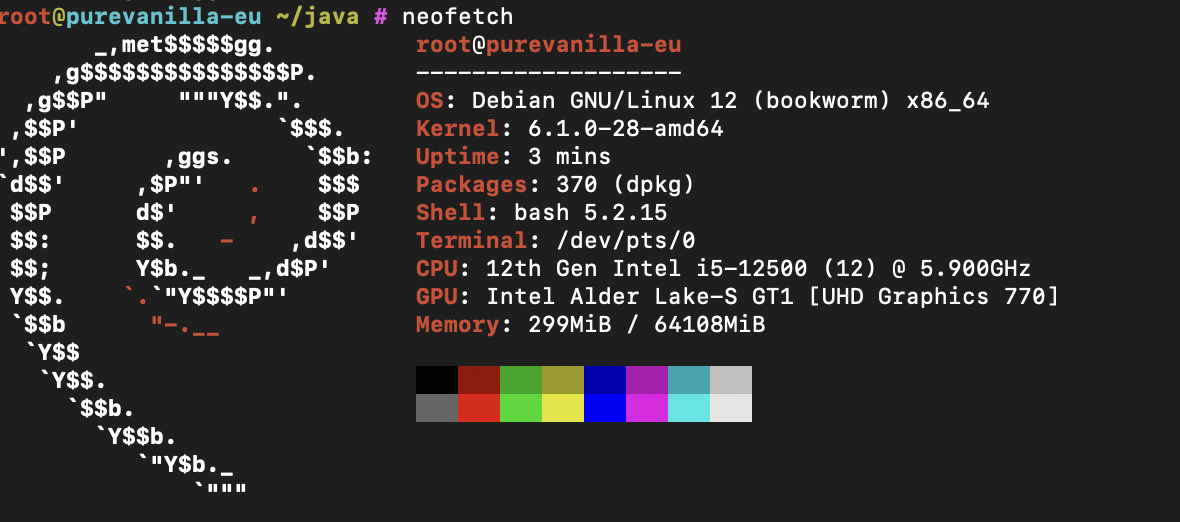 root@purevanilla-eu ~/java # neofetch
       _,met$$$$$gg.          root@purevanilla-eu
    ,g$$$$$$$$$$$$$$$P.       -------------------
  ,g$$P"     """Y$$.".        OS: Debian GNU/Linux 12 (bookworm) x86_64
 ,$$P'              `$$$.     Kernel: 6.1.0-28-amd64
',$$P       ,ggs.     `$$b:   Uptime: 3 mins
`d$$'     ,$P"'   .    $$$    Packages: 370 (dpkg)
 $$P      d$'     ,    $$P    Shell: bash 5.2.15
 $$:      $$.   -    ,d$$'    Terminal: /dev/pts/0
 $$;      Y$b._   _,d$P'      CPU: 12th Gen Intel i5-12500 (12) @ 5.900GHz
 Y$$.    `.`"Y$$$$P"'         GPU: Intel Alder Lake-S GT1 [UHD Graphics 770]
 `$$b      "-.__              Memory: 299MiB / 64108MiB
  `Y$$
   `Y$$.
     `$$b.
       `Y$$b.
          `"Y$b._
              `"""